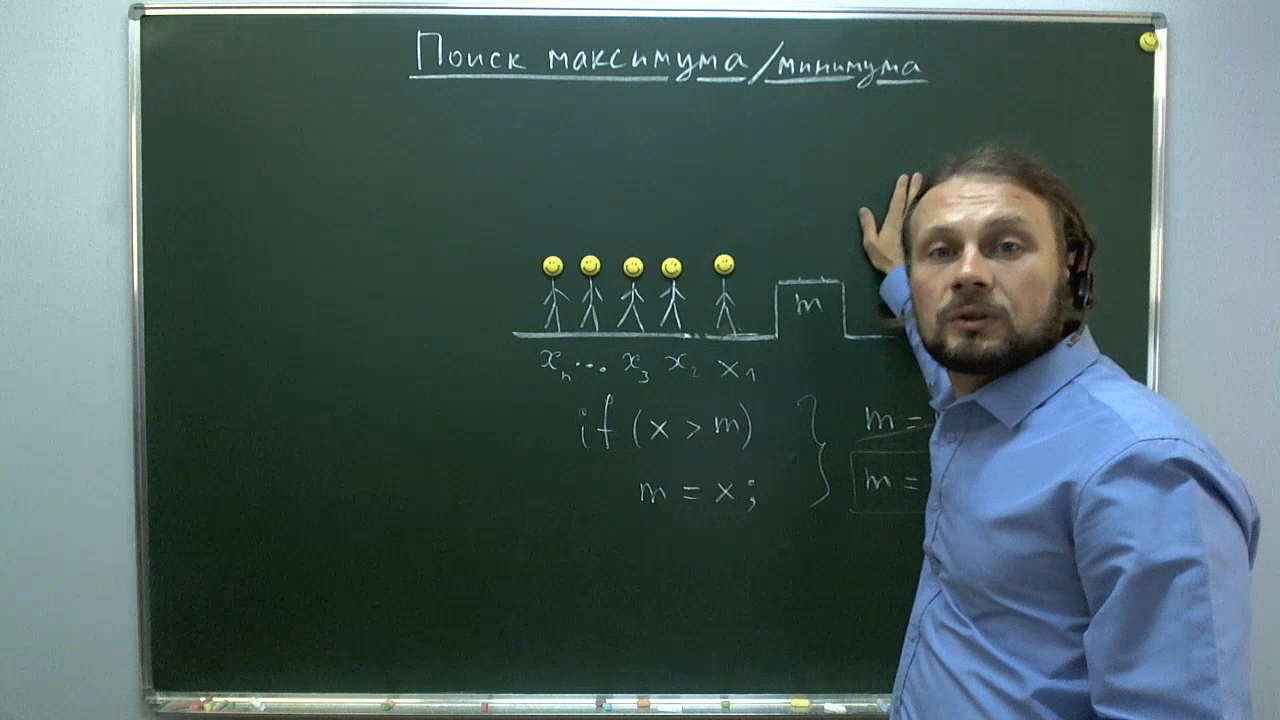 Поиск максимума/минимума
m
xₙ ... x₃ x₂ x₁
if (x > m) } m =
m = x; m =